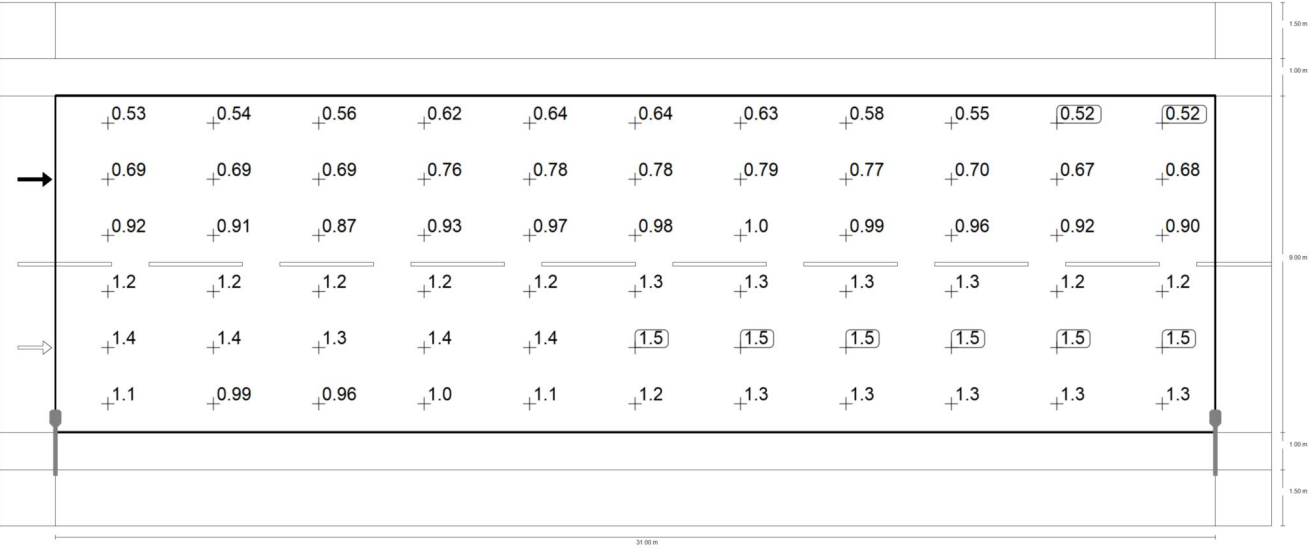 1.50 m
1.00 m
0.53 0.54 0.56 0.62 0.64 0.64 0.63 0.58 0.55 0.52 0.52
0.69 0.69 0.69 0.76 0.78 0.78 0.79 0.77 0.70 0.67 0.68
0.92 0.91 0.87 0.93 0.97 0.98 1.0 0.99 0.96 0.92 0.90
9.00 m
1.2 1.2 1.2 1.2 1.2 1.3 1.3 1.3 1.3 1.2 1.2
1.4 1.4 1.3 1.4 1.4 1.5 1.5 1.5 1.5 1.5 1.5
1.1 0.99 0.96 1.0 1.1 1.2 1.3 1.3 1.3 1.3 1.3
1.00 m
1.50 m
31.00 m